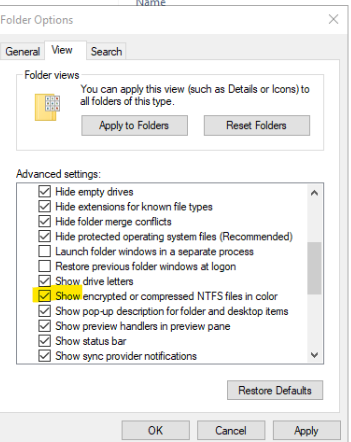 Name
Folder Options
General View Search
Folder views
You can apply this view (such as Details or Icons) to
all folders of this type.
Apply to Folders Reset Folders
Advanced settings:
Hide empty drives
Hide extensions for known file types
Hide folder merge conflicts
Hide protected operating system files (Recommended)
Launch folder windows in a separate process
Restore previous folder windows at logon
Show drive letters
Show encrypted or compressed NTFS files in color
Show pop-up description for folder and desktop items
Show preview handlers in preview pane
Show status bar
Show sync provider notifications
Restore Defaults
OK Cancel Apply